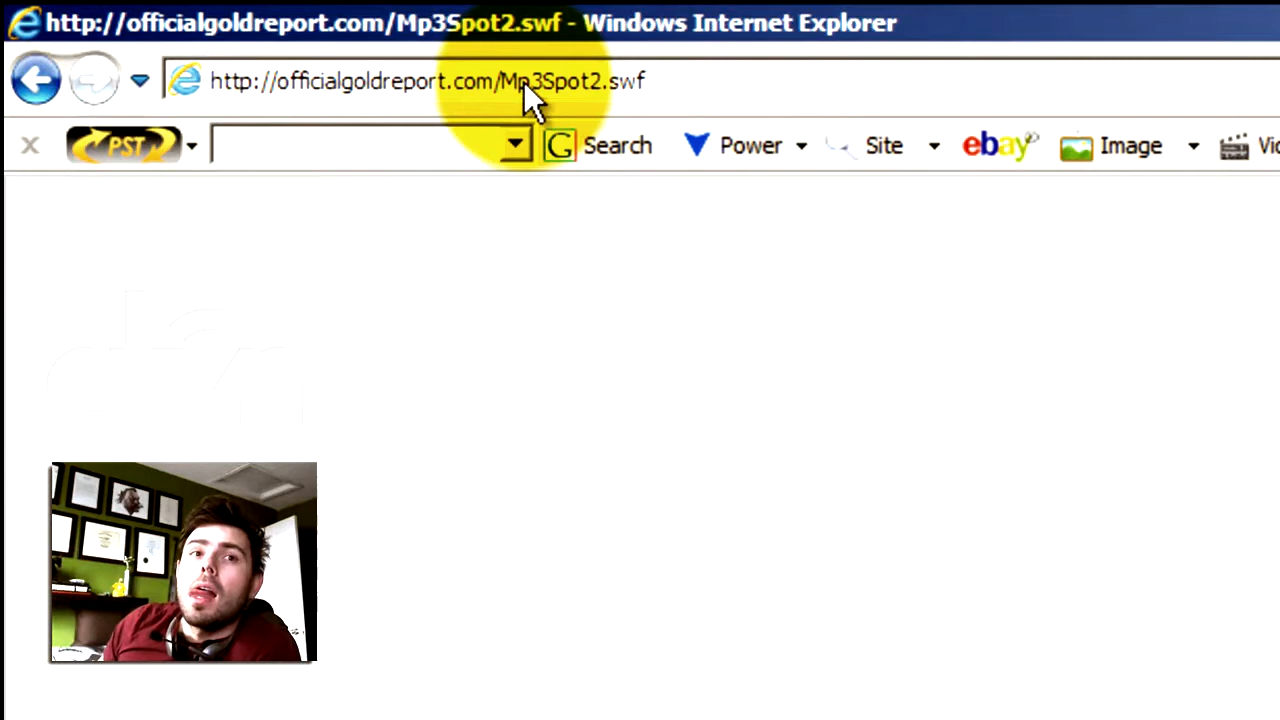 http://officialgoldreport.com/Mp3Spot2.swf - Windows Internet Explorer
http://officialgoldreport.com/Mp3Spot2.swf
x PST G Search Power Site ebay Image